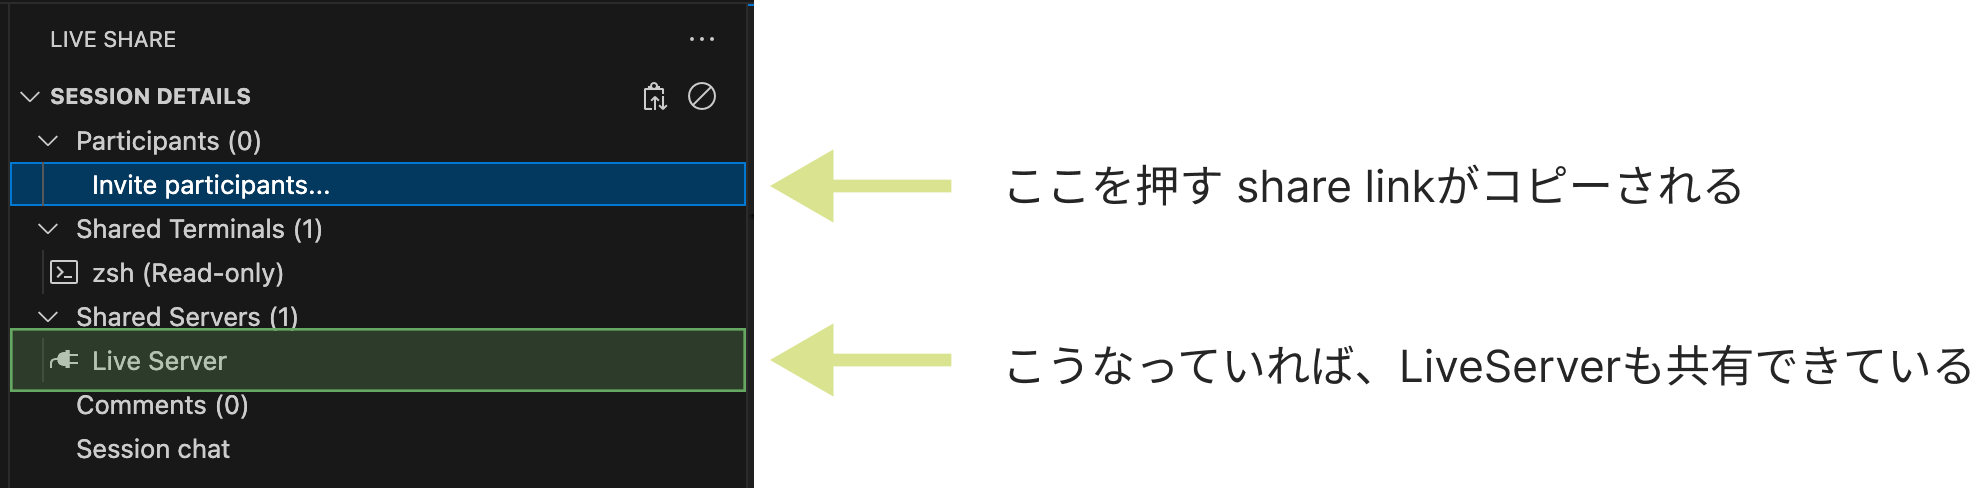 LIVE SHARE
SESSION DETAILS
Participants (0)
Invite participants...
ここを押す share linkがコピーされる
Shared Terminals (1)
zsh (Read-only)
Shared Servers (1)
Live Server
こうなっていれば、LiveServerも共有できている
Comments (0)
Session chat